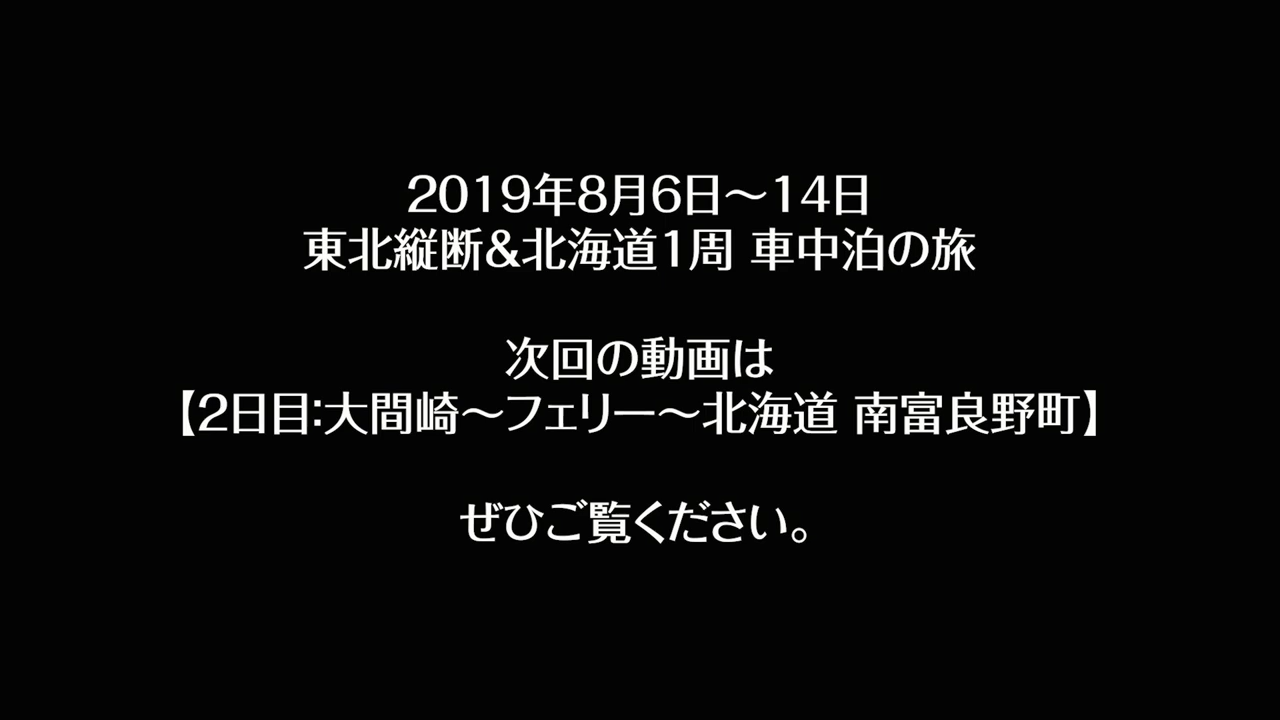 2019年8月6日～14日
東北縦断&北海道1周 車中泊の旅
次回の動画は
【2日目：大間崎～フェリー～北海道 南富良野町】
ぜひご覧ください。